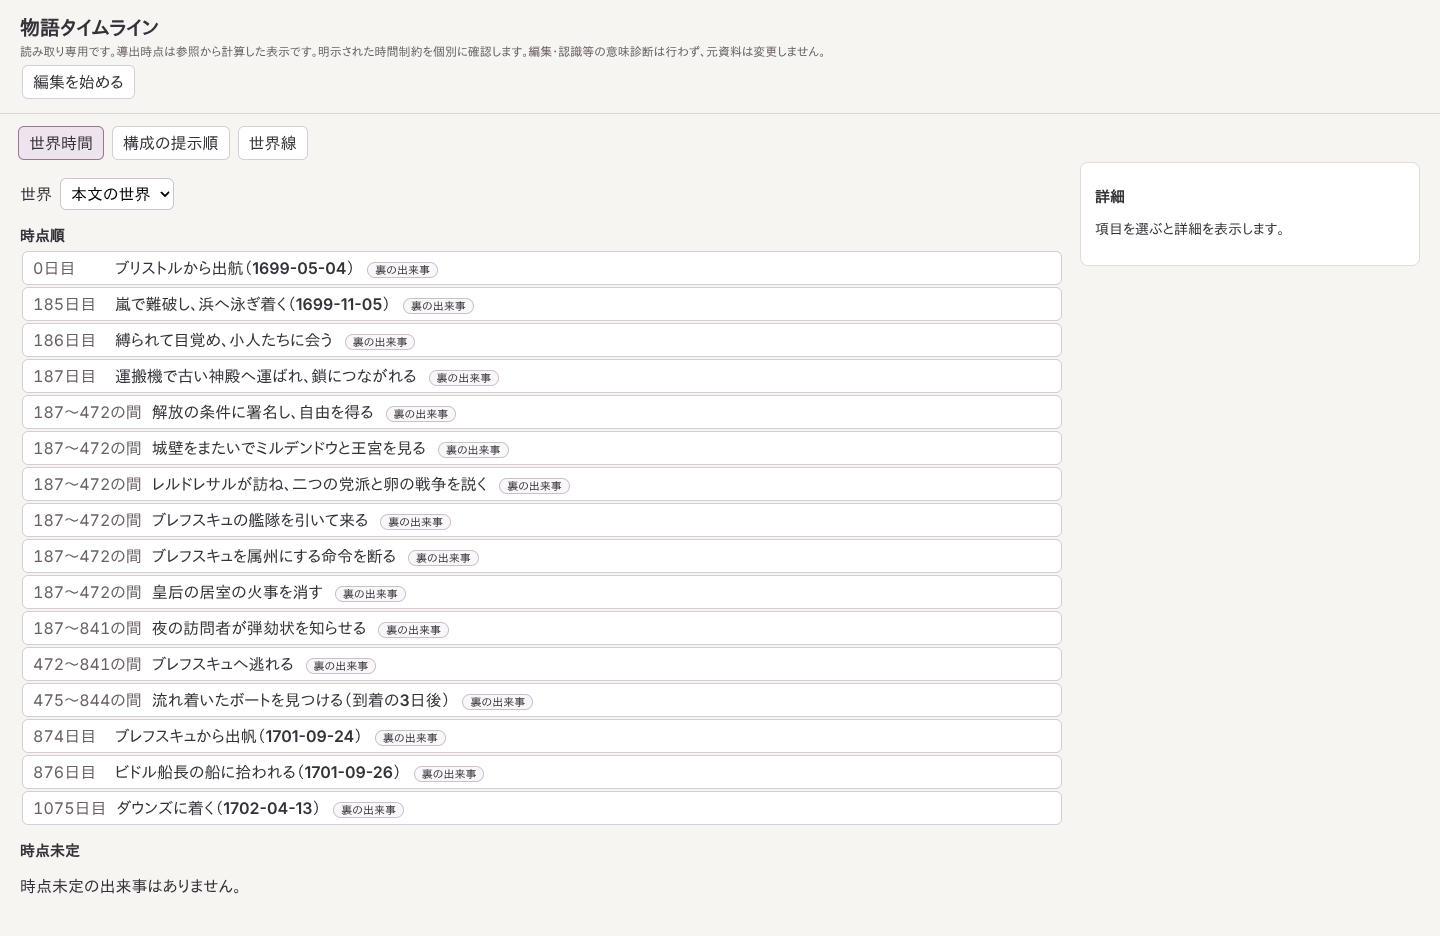 物語タイムライン
読み取り専用です。導出時点は参照から計算した表示です。明示された時間制約を個別に確認します。編集・認識等の意味診断は行わず、元資料は変更しません。
編集を始める
世界時間 構成の提示順 世界線
世界 本文の世界
時点順
0日目 ブリストルから出航（1699-05-04） 裏の出来事
185日目 嵐で難破し、浜へ泳ぎ着く（1699-11-05） 裏の出来事
186日目 縛られて目覚め、小人たちに会う 裏の出来事
187日目 運搬機で古い神殿へ運ばれ、鎖につながれる 裏の出来事
187〜472の間 解放の条件に署名し、自由を得る 裏の出来事
187〜472の間 城壁をまたいでミルデンドウと王宮を見る 裏の出来事
187〜472の間 レルドレサルが訪ね、二つの党派と卵の戦争を説く 裏の出来事
187〜472の間 ブレフスキュの艦隊を引いて来る 裏の出来事
187〜472の間 ブレフスキュを属州にする命令を断る 裏の出来事
187〜472の間 皇后の居室の火事を消す 裏の出来事
187〜841の間 夜の訪問者が弾劾状を知らせる 裏の出来事
472〜841の間 ブレフスキュへ逃れる 裏の出来事
475〜844の間 流れ着いたボートを見つける（到着の3日後） 裏の出来事
874日目 ブレフスキュから出帆（1701-09-24） 裏の出来事
876日目 ビドル船長の船に拾われる（1701-09-26） 裏の出来事
1075日目 ダウンズに着く（1702-04-13） 裏の出来事
時点未定
時点未定の出来事はありません。
詳細
項目を選ぶと詳細を表示します。